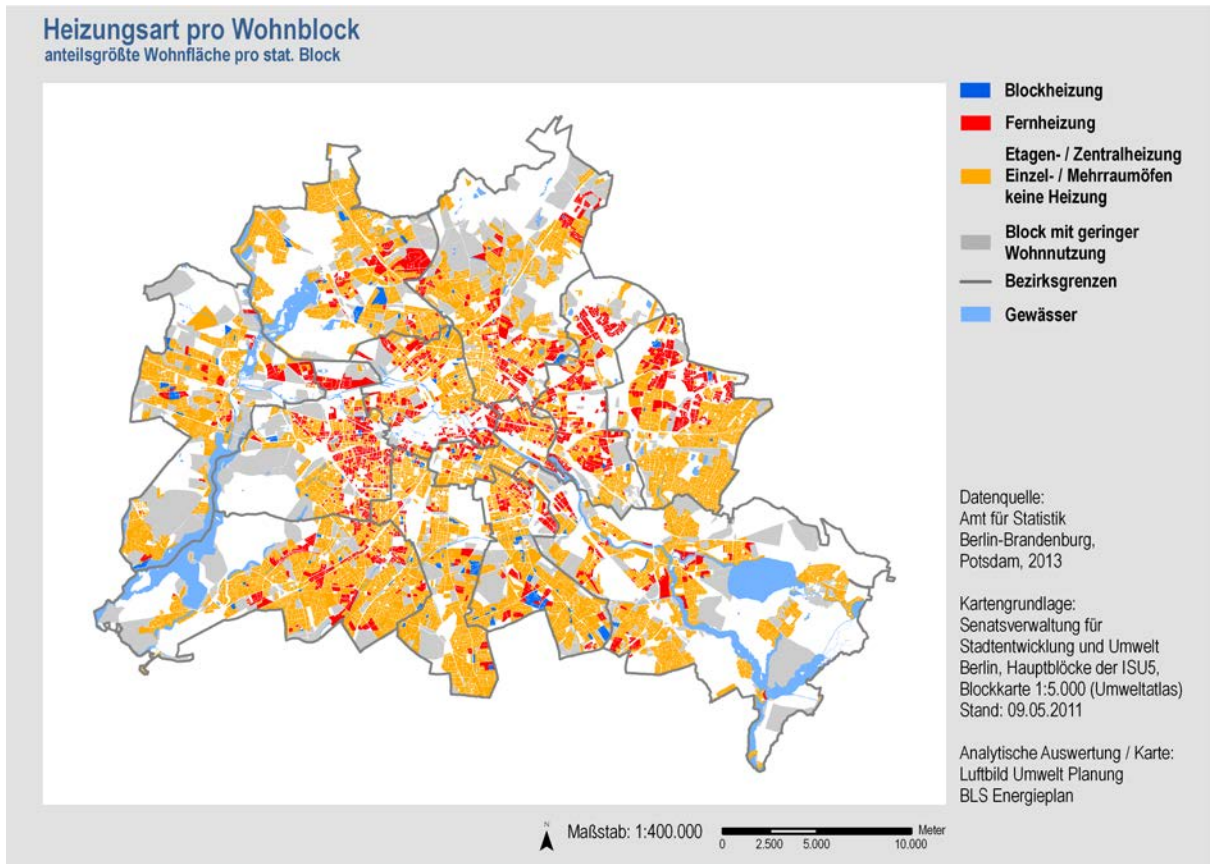 Heizungsart pro Wohnblock
anteilsgrößte Wohnfläche pro stat. Block
Blockheizung
Fernheizung
Etagen- / Zentralheizung
Einzel- / Mehrraumöfen
keine Heizung
Block mit geringer
Wohnnutzung
Bezirksgrenzen
Gewässer
Datenquelle:
Amt für Statistik
Berlin-Brandenburg,
Potsdam, 2013
Kartengrundlage:
Senatsverwaltung für
Stadtentwicklung und Umwelt
Berlin, Hauptblöcke der ISU5,
Blockkarte 1:5.000 (Umweltatlas)
Stand: 09.05.2011
Analytische Auswertung / Karte:
Luftbild Umwelt Planung
BLS Energieplan
N
Maßstab: 1:400.000
Meter
0 2.500 5.000 10.000